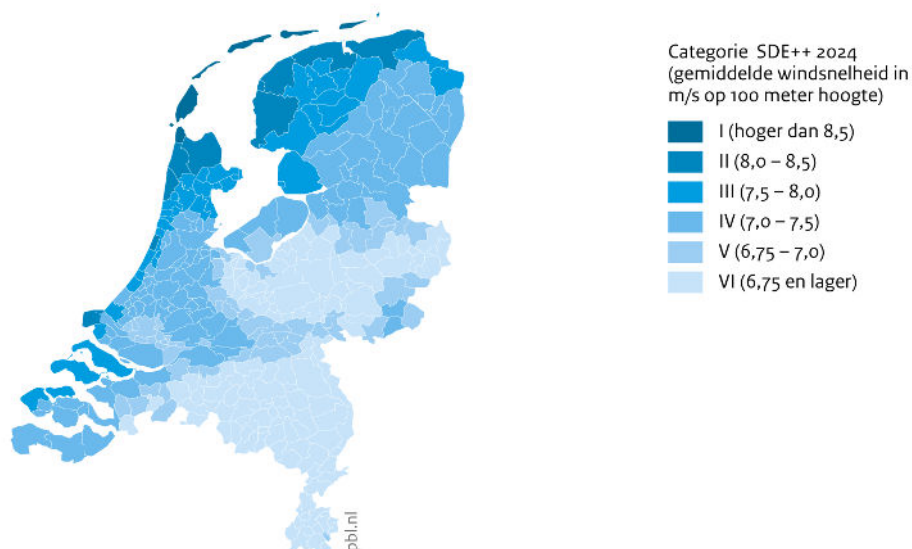 Categorie SDE++ 2024
(gemiddelde windsnelheid in
m/s op 100 meter hoogte)
I (hoger dan 8,5)
II (8,0 – 8,5)
III (7,5 – 8,0)
IV (7,0 – 7,5)
V (6,75 – 7,0)
VI (6,75 en lager)
pbl.nl